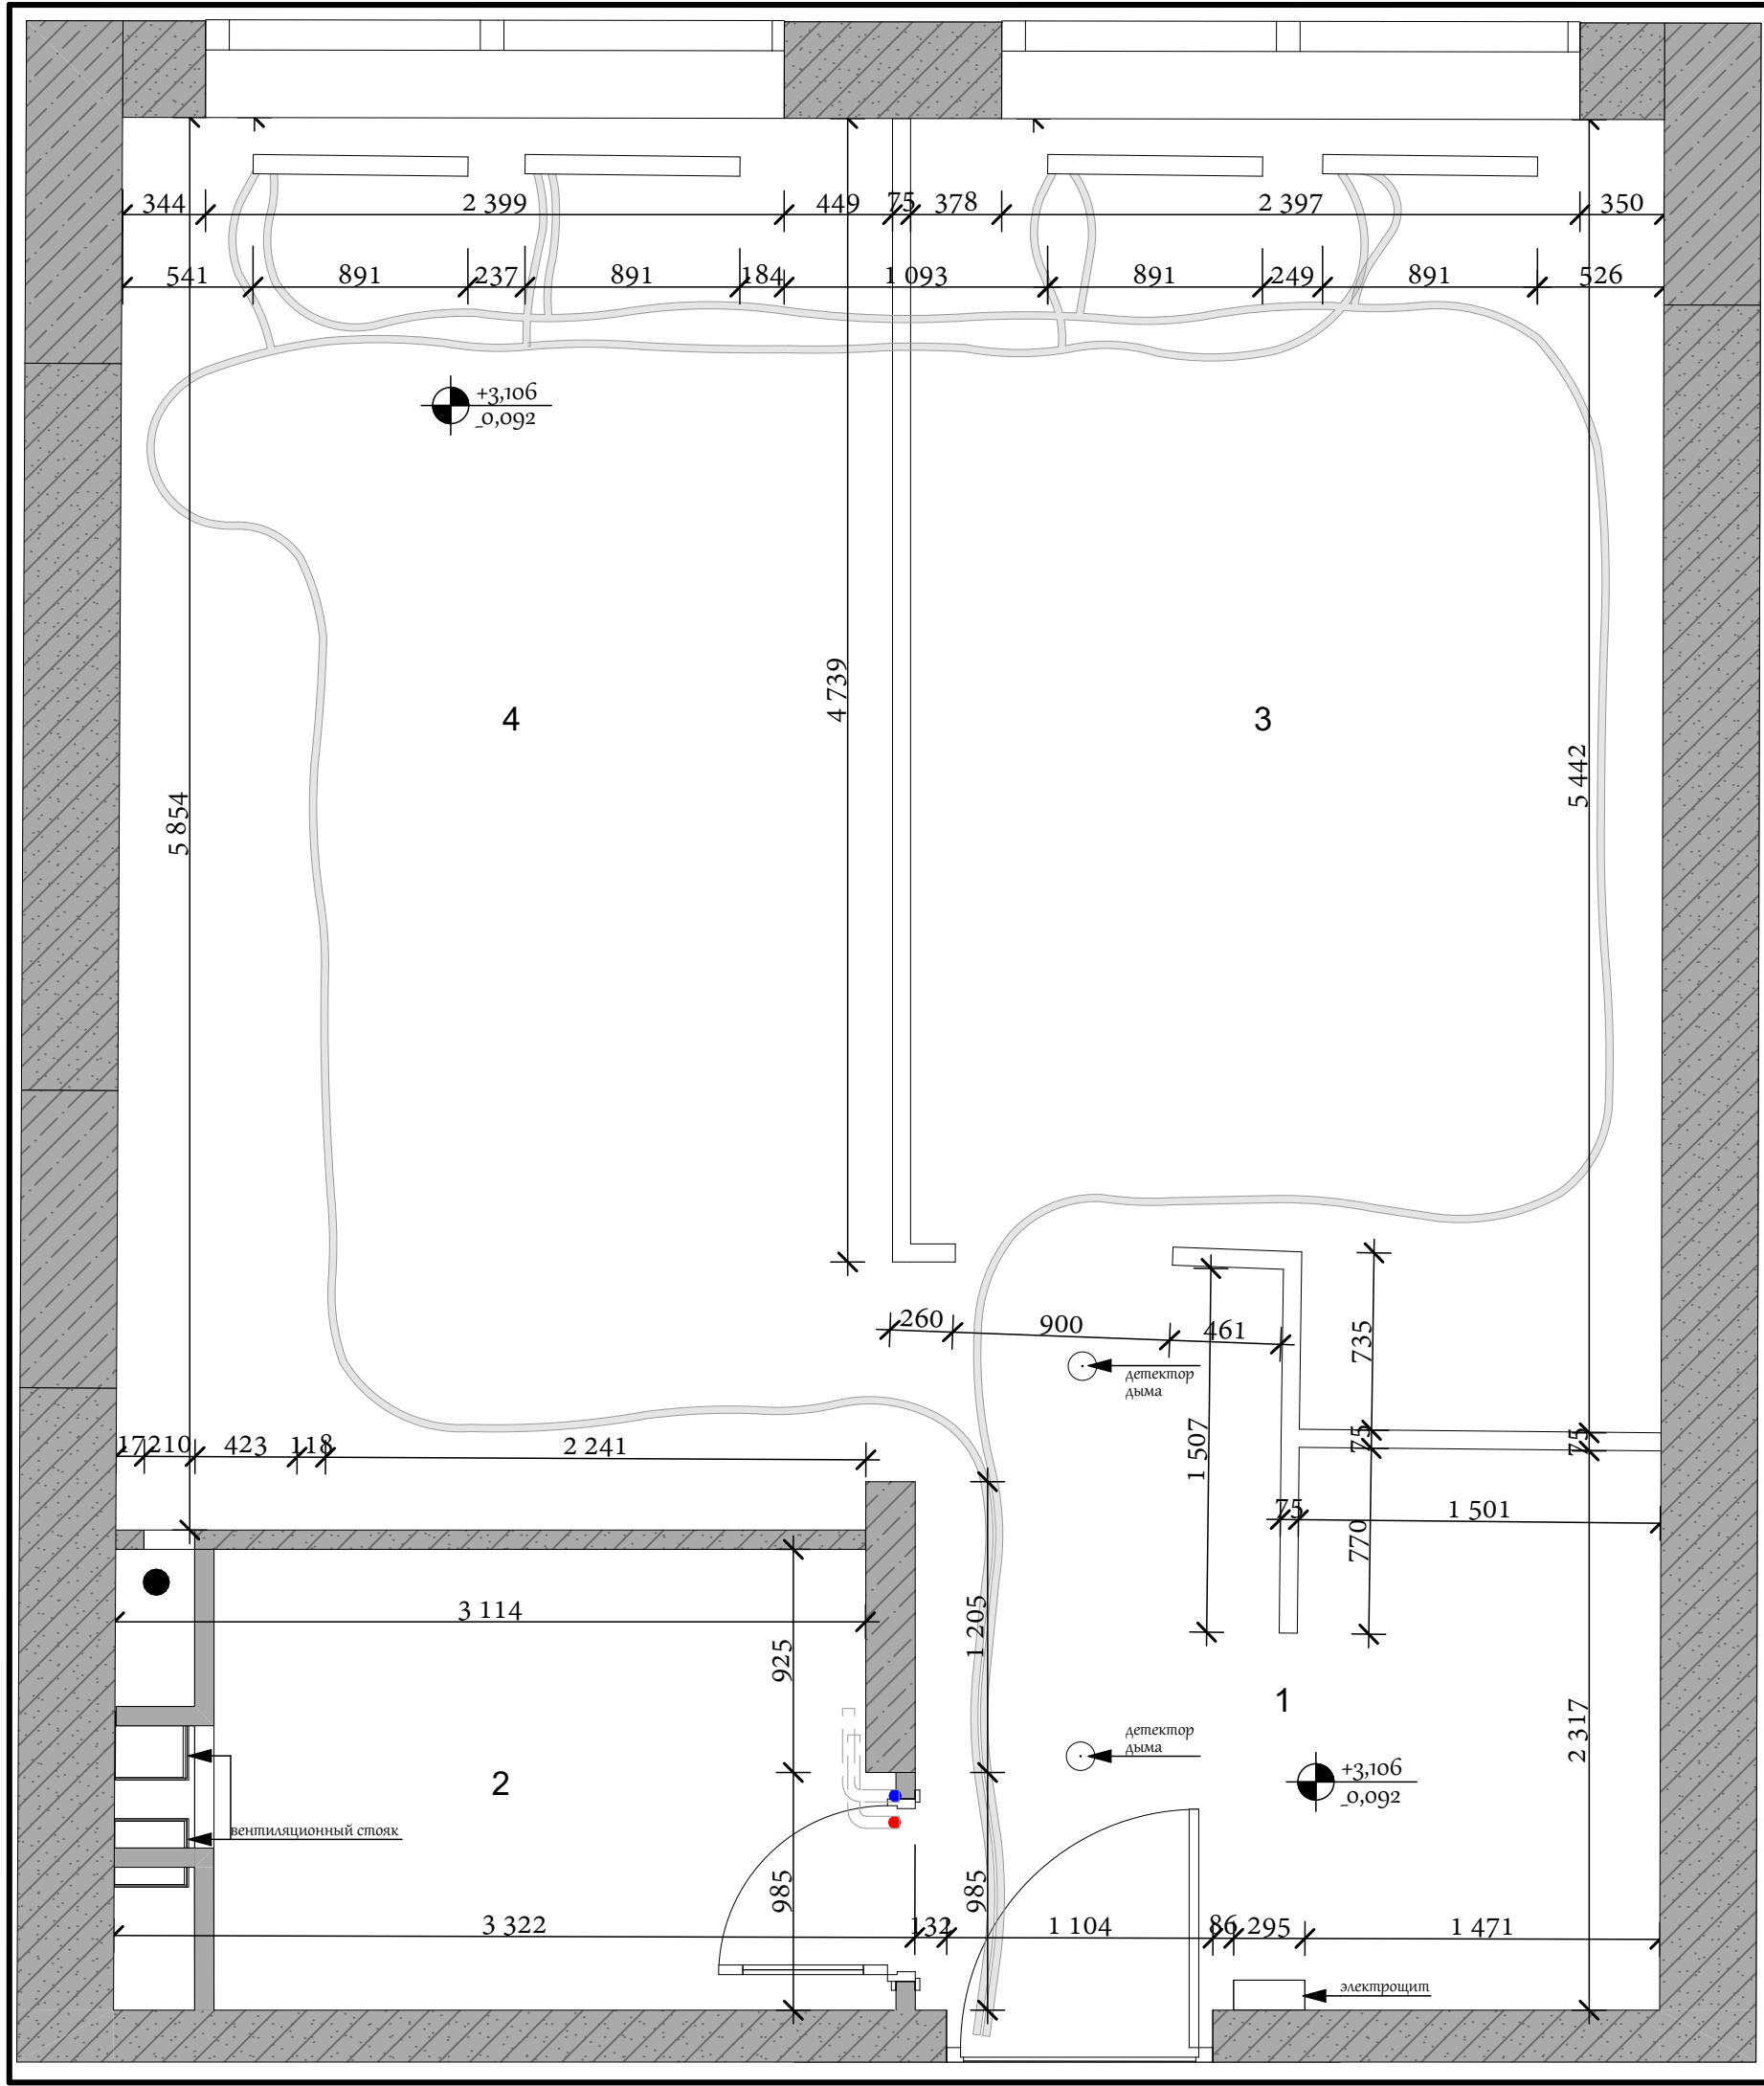 344 2 399 449 75 378 2 397 350
541 891 237 891 184 1 093 891 249 891 526
+3,106
_0,092
4 739
4
3
5 442
5 854
260 900 461
735
детектор
дыма
17 210 423 118 2 241
1 507
75
75
75 1 501
770
3 114
925
1 205
1
2 317
детектор
дыма
+3,106
_0,092
2
вентиляционный стояк
985
985
3 322 132 1 104 86 295 1 471
электрощит